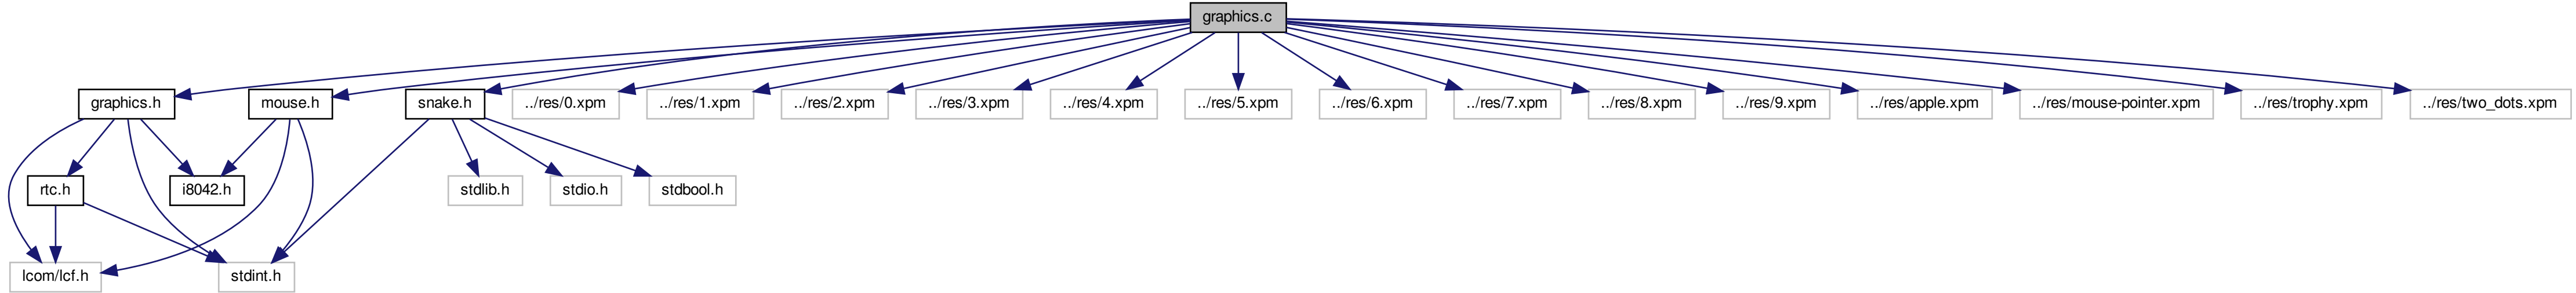 graphics.c
graphics.h
mouse.h
snake.h
../res/0.xpm
../res/1.xpm
../res/2.xpm
../res/3.xpm
../res/4.xpm
../res/5.xpm
../res/6.xpm
../res/7.xpm
../res/8.xpm
../res/9.xpm
../res/apple.xpm
../res/mouse-pointer.xpm
../res/trophy.xpm
../res/two_dots.xpm
rtc.h
i8042.h
stdlib.h
stdio.h
stdbool.h
lcom/lcf.h
stdint.h